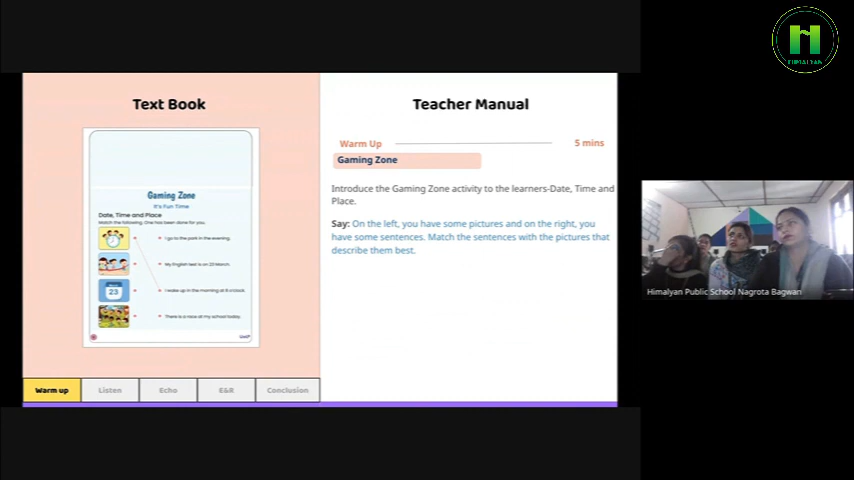 HIMALYAN
Text Book
Teacher Manual
Gaming Zone
It's Fun Time
Date, Time and Place
Match the following. One has been done for you.
I go to the park in the evening.
My English test is on 23 March.
23
I wake up in the morning at 6 o'clock.
There is a race at my school today.
Warm Up
5 mins
Gaming Zone
Introduce the Gaming Zone activity to the learners-Date, Time and
Place.
Say: On the left, you have some pictures and on the right, you
have some sentences. Match the sentences with the pictures that
describe them best.
Warm up
Listen
Echo
E&R
Conclusion
Himalyan Public School Nagrota Bagwan